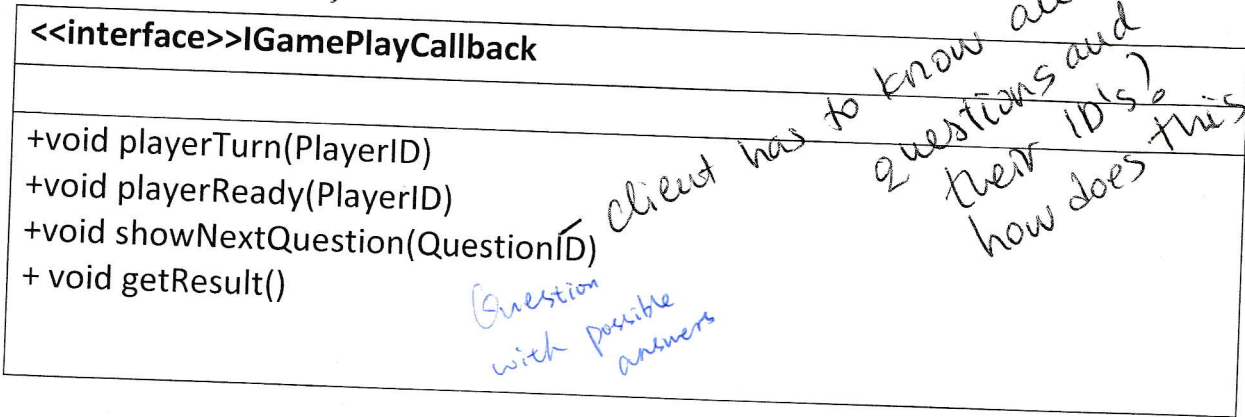 <<interface>>IGamePlayCallback
+void playerTurn(PlayerID)
+void playerReady(PlayerID)
+void showNextQuestion(QuestionID)
+ void getResult()
client has to know all
questions and
their ID's?
how does this
Question
with possible
answers